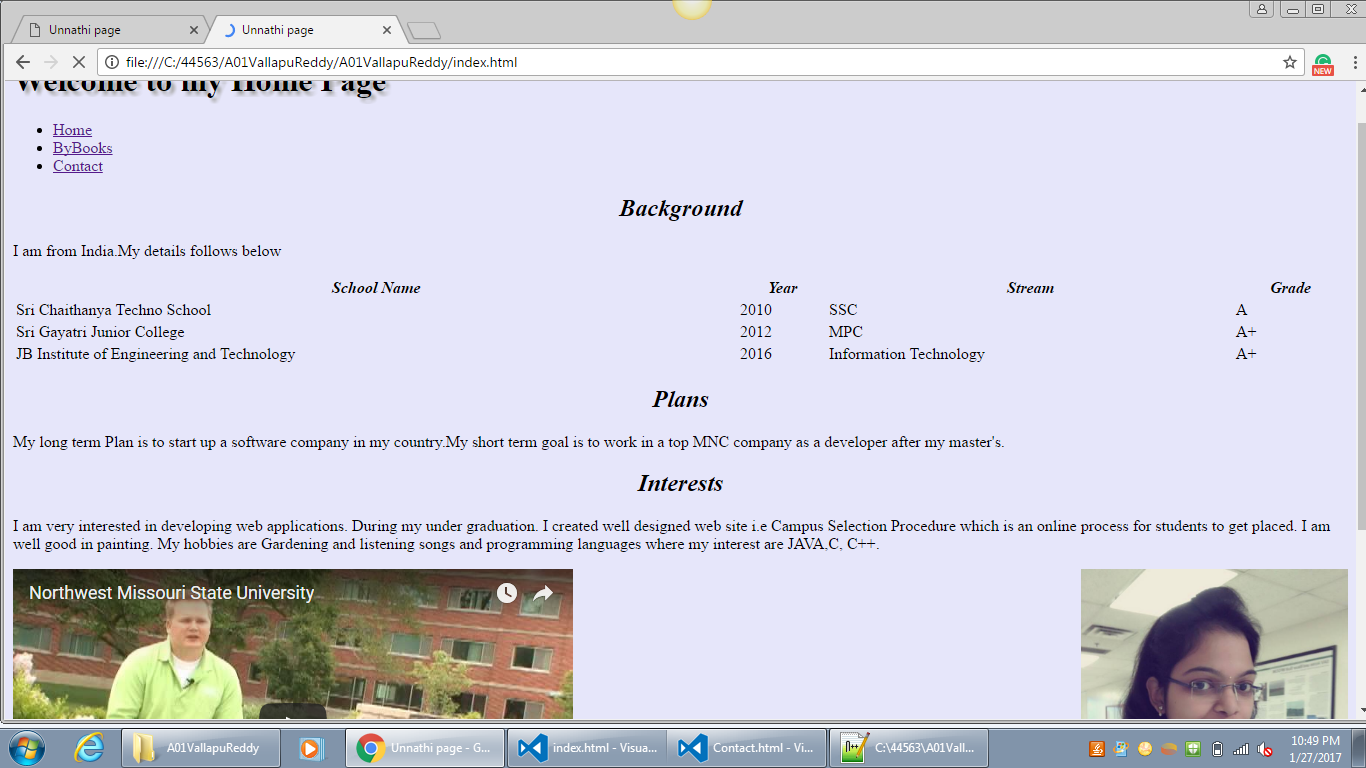 Unnathi page
Unnathi page
file:///C:/44563/A01VallapuReddy/A01VallapuReddy/index.html
NEW
Welcome to my Home Page
Home
ByBooks
Contact
Background
I am from India.My details follows below
School Name Year Stream Grade
Sri Chaithanya Techno School 2010 SSC A
Sri Gayatri Junior College 2012 MPC A+
JB Institute of Engineering and Technology 2016 Information Technology A+
Plans
My long term Plan is to start up a software company in my country.My short term goal is to work in a top MNC company as a developer after my master's.
Interests
I am very interested in developing web applications. During my under graduation. I created well designed web site i.e Campus Selection Procedure which is an online process for students to get placed. I am
well good in painting. My hobbies are Gardening and listening songs and programming languages where my interest are JAVA,C, C++.
Northwest Missouri State University
A01VallapuReddy
Unnathi page - G...
index.html - Visua...
Contact.html - Vi...
C:\44563\A01Vall...
10:49 PM
1/27/2017